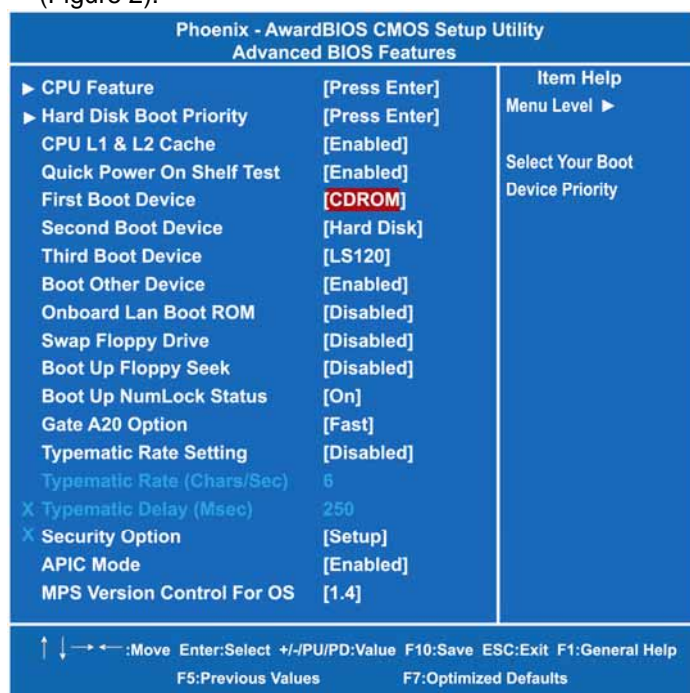 (Figure 2).
Phoenix - AwardBIOS CMOS Setup Utility
Advanced BIOS Features
▶ CPU Feature [Press Enter]
▶ Hard Disk Boot Priority [Press Enter]
CPU L1 & L2 Cache [Enabled]
Quick Power On Shelf Test [Enabled]
First Boot Device [CDROM]
Second Boot Device [Hard Disk]
Third Boot Device [LS120]
Boot Other Device [Enabled]
Onboard Lan Boot ROM [Disabled]
Swap Floppy Drive [Disabled]
Boot Up Floppy Seek [Disabled]
Boot Up NumLock Status [On]
Gate A20 Option [Fast]
Typematic Rate Setting [Disabled]
Typematic Rate (Chars/Sec) 6
X Typematic Delay (Msec) 250
X Security Option [Setup]
APIC Mode [Enabled]
MPS Version Control For OS [1.4]
Item Help
Menu Level ▶
Select Your Boot
Device Priority
↑ ↓ → ← :Move Enter:Select +/-/PU/PD:Value F10:Save ESC:Exit F1:General Help
F5:Previous Values F7:Optimized Defaults